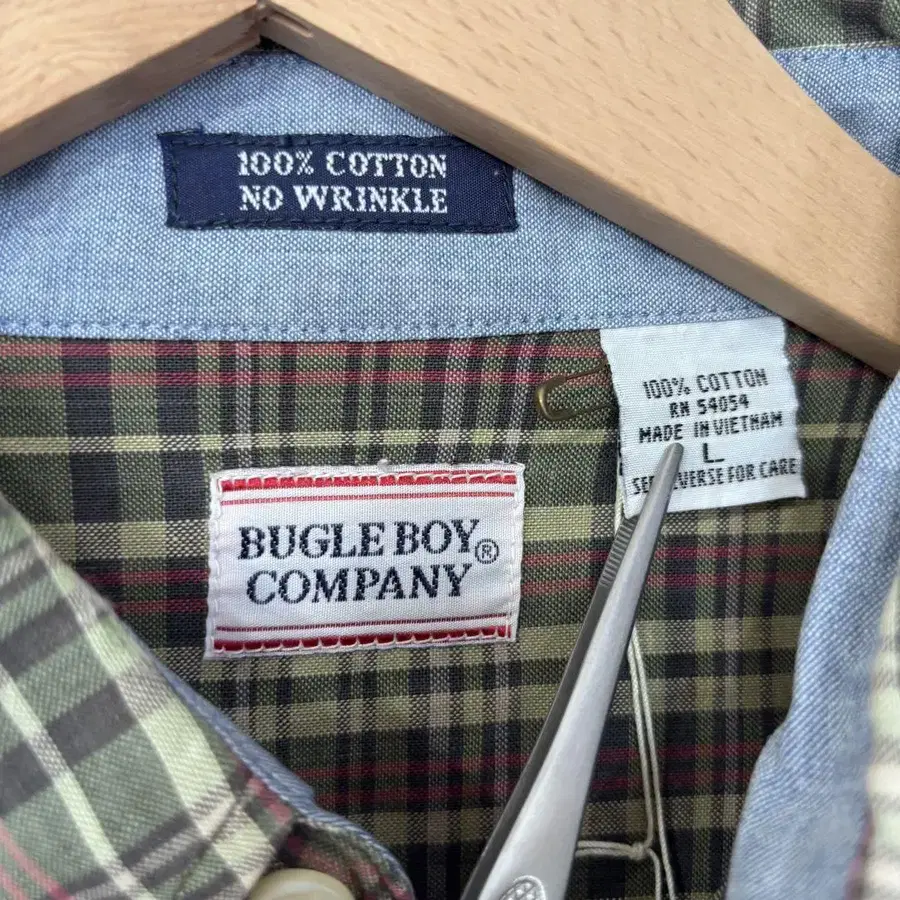 100% COTTON
NO WRINKLE
100% COTTON
RN 54054
MADE IN VIETNAM
L
SEE REVERSE FOR CARE
BUGLE BOY®
COMPANY